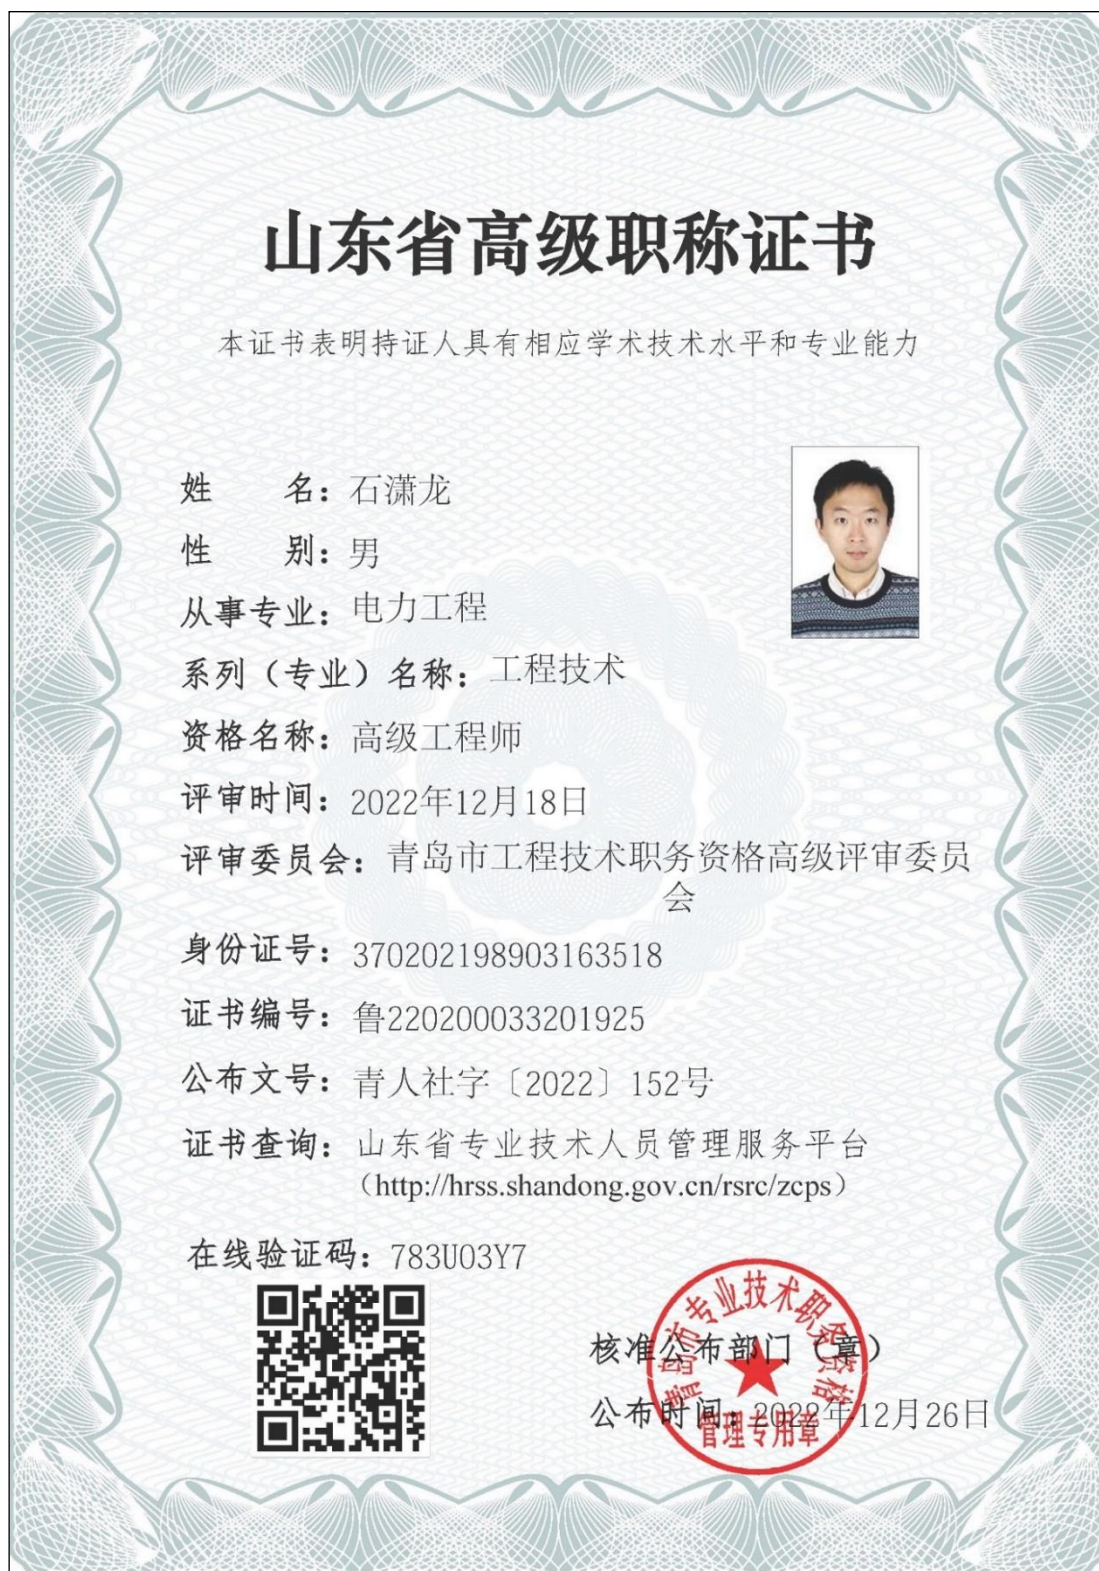 山东省高级职称证书
本证书表明持证人具有相应学术技术水平和专业能力
姓 名：石潇龙
性 别：男
从事专业：电力工程
系列（专业）名称：工程技术
资格名称：高级工程师
评审时间：2022年12月18日
评审委员会：青岛市工程技术职务资格高级评审委员
会
身份证号：370202198903163518
证书编号：鲁220200033201925
公布文号：青人社字〔2022〕152号
证书查询：山东省专业技术人员管理服务平台
（http://hrss.shandong.gov.cn/rsrc/zcps）
在线验证码：783U03Y7
核准公布部门（章）
公布时间：2022年12月26日
青岛市专业技术职务资格
管理专用章